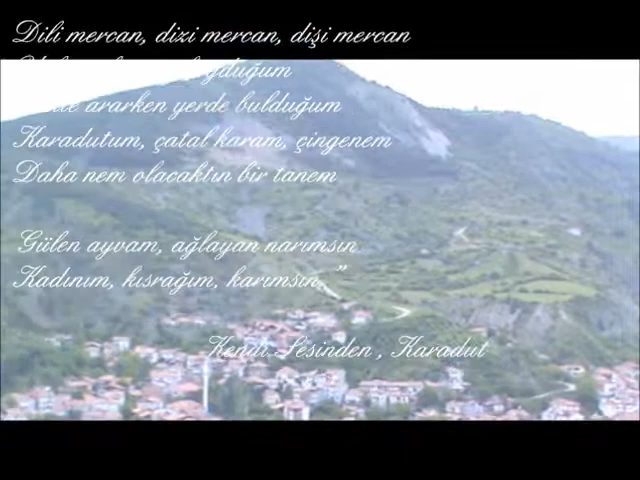 Dili mercan, dizi mercan, dişi mercan
ararken yerde bulduğum
Karadutum, çatal karam, çingenem
Daha nem olacaktın bir tanem
Gülen ayvam, ağlayan narımsın
Kadınım, kısrağım, karımsın."
Kendi Sesinden, Karadut